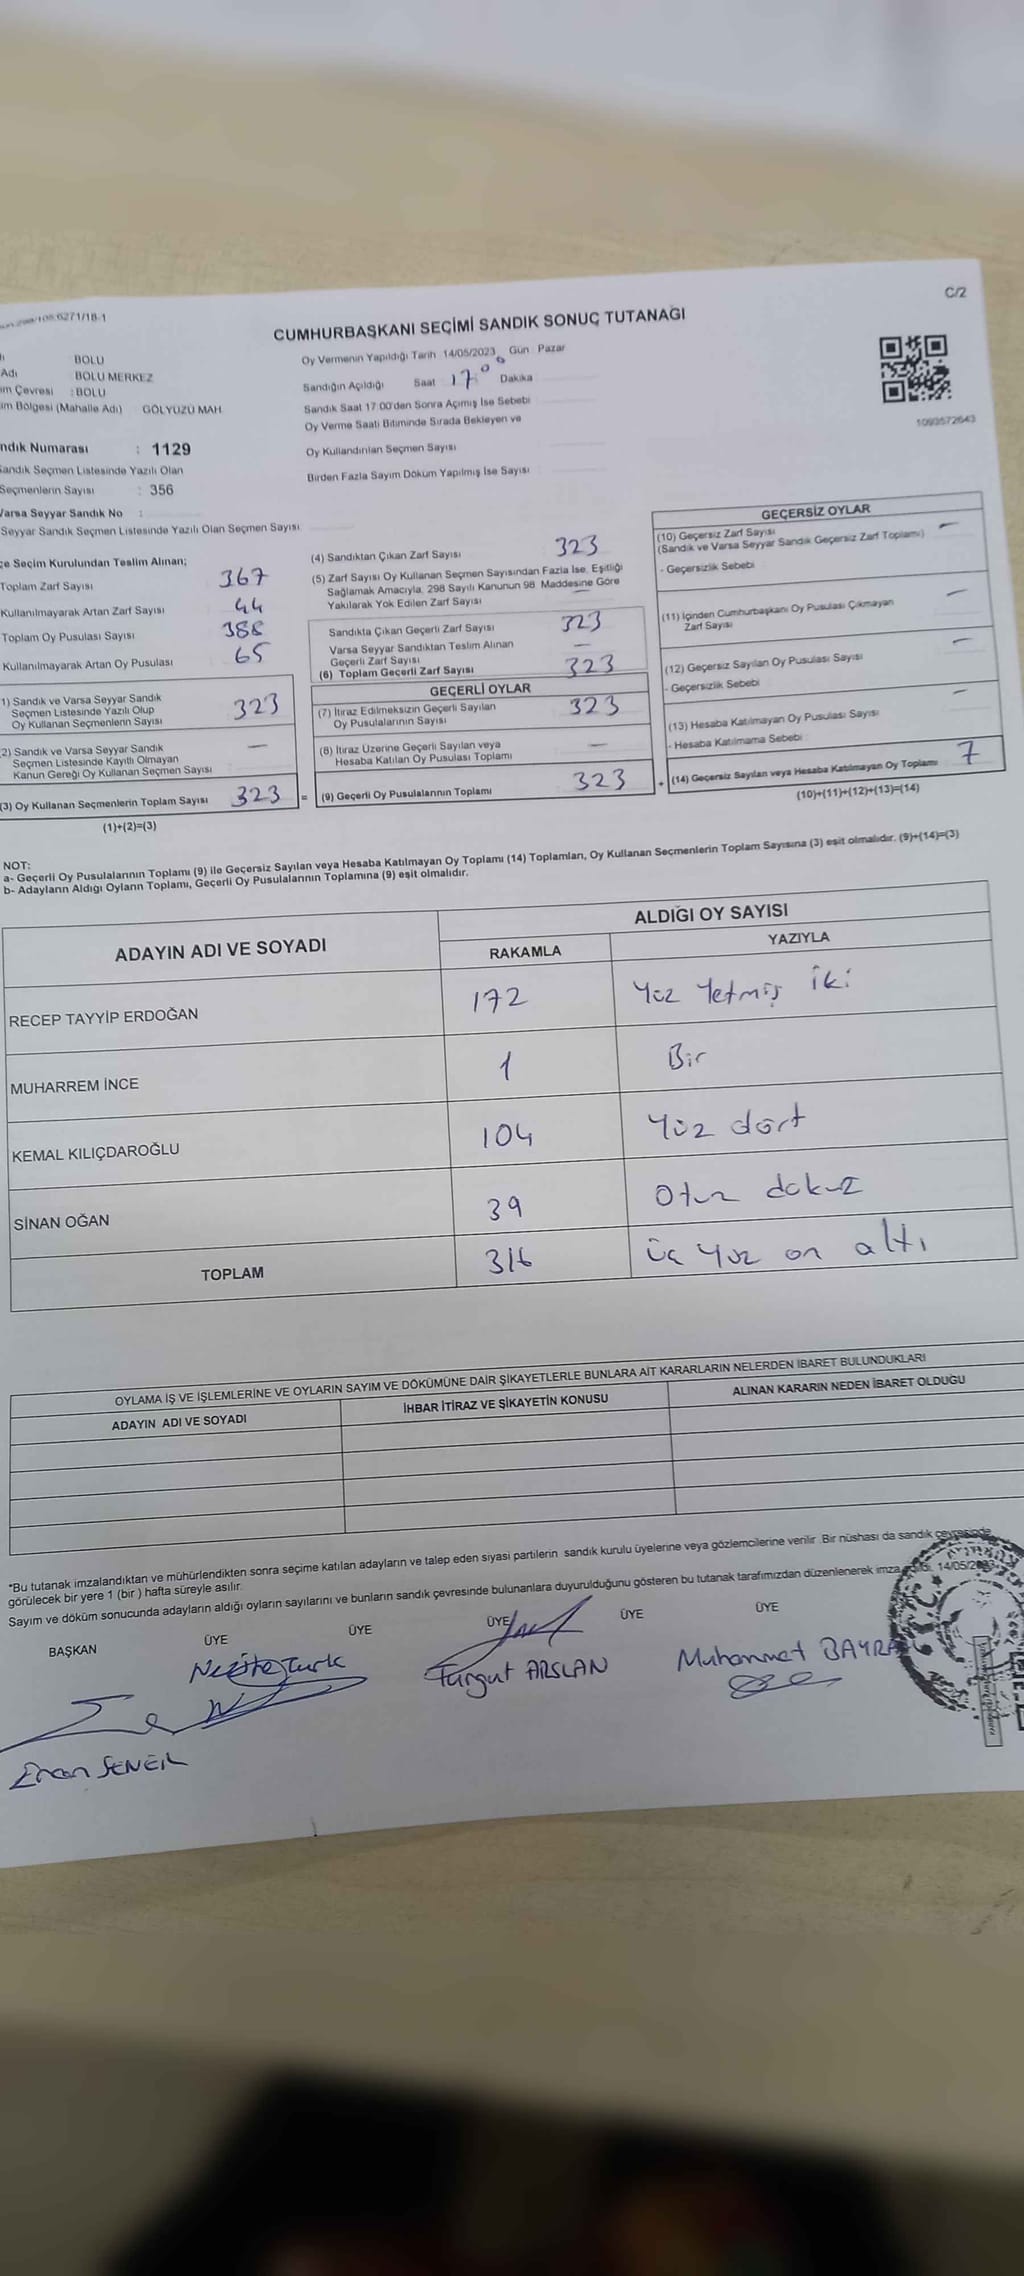 6271/18-1
C/2
CUMHURBAŞKANI SEÇİMİ SANDIK SONUÇ TUTANAĞI
BOLU
Adı BOLU MERKEZ
im Çevresi : BOLU
im Bölgesi (Mahalle Adı) GÖLYÜZÜ MAH.
ndık Numarası : 1129
Sandık Seçmen Listesinde Yazılı Olan
Seçmenlerin Sayısı : 356
Varsa Seyyar Sandık No :
Seyyar Sandık Seçmen Listesinde Yazılı Olan Seçmen Sayısı
Oy Vermenin Yapıldığı Tarih 14/05/2023 Gün Pazar
Sandığın Açıldığı Saat 17°° Dakika
Sandık Saat 17:00'den Sonra Açımış İse Sebebi
Oy Verme Saati Bitiminde Sırada Bekleyen ve
Oy Kullandırılan Seçmen Sayısı
Birden Fazla Sayım Döküm Yapılmış İse Sayısı
1093572643
çe Seçim Kurulundan Teslim Alınan;
Toplam Zarf Sayısı 367
Kullanılmayarak Artan Zarf Sayısı 44
Toplam Oy Pusulası Sayısı 388
Kullanılmayarak Artan Oy Pusulası 65
1) Sandık ve Varsa Seyyar Sandık
Seçmen Listesinde Yazılı Olup
Oy Kullanan Seçmenlerin Sayısı 323
2) Sandık ve Varsa Seyyar Sandık
Seçmen Listesinde Kayıtlı Olmayan
Kanun Gereği Oy Kullanan Seçmen Sayısı —
(3) Oy Kullanan Seçmenlerin Toplam Sayısı 323 =
(1)+(2)=(3)
(4) Sandıktan Çıkan Zarf Sayısı 323
(5) Zarf Sayısı Oy Kullanan Seçmen Sayısından Fazla İse, Eşitliği
Sağlamak Amacıyla, 298 Sayılı Kanunun 98. Maddesine Göre
Yakılarak Yok Edilen Zarf Sayısı —
Sandıkta Çıkan Geçerli Zarf Sayısı 323
Varsa Seyyar Sandıktan Teslim Alınan
Geçerli Zarf Sayısı —
(6) Toplam Geçerli Zarf Sayısı 323
GEÇERLİ OYLAR
(7) İtiraz Edilmeksizin Geçerli Sayılan
Oy Pusulalarının Sayısı 323
(8) İtiraz Üzerine Geçerli Sayılan veya
Hesaba Katılan Oy Pusulası Toplamı —
(9) Geçerli Oy Pusulalarının Toplamı 323 +
GEÇERSİZ OYLAR
(10) Geçersiz Zarf Sayısı —
(Sandık ve Varsa Seyyar Sandık Geçersiz Zarf Toplamı)
- Geçersizlik Sebebi
(11) İçinden Cumhurbaşkanı Oy Pusulası Çıkmayan —
Zarf Sayısı
(12) Geçersiz Sayılan Oy Pusulası Sayısı —
- Geçersizlik Sebebi
(13) Hesaba Katılmayan Oy Pusulası Sayısı —
- Hesaba Katılmama Sebebi
(14) Geçersiz Sayılan veya Hesaba Katılmayan Oy Toplamı 7
(10)+(11)+(12)+(13)=(14)
NOT:
a- Geçerli Oy Pusulalarının Toplamı (9) ile Geçersiz Sayılan veya Hesaba Katılmayan Oy Toplamı (14) Toplamları, Oy Kullanan Seçmenlerin Toplam Sayısına (3) eşit olmalıdır. (9)+(14)=(3)
b- Adayların Aldığı Oyların Toplamı, Geçerli Oy Pusulalarının Toplamına (9) eşit olmalıdır.
ADAYIN ADI VE SOYADI ALDIĞI OY SAYISI
RAKAMLA YAZIYLA
RECEP TAYYİP ERDOĞAN 172 Yüz Yetmiş İki
MUHARREM İNCE 1 Bir
KEMAL KILIÇDAROĞLU 104 Yüz dört
SİNAN OĞAN 39 Otuz dokuz
TOPLAM 316 üç Yüz on altı
OYLAMA İŞ VE İŞLEMLERİNE VE OYLARIN SAYIM VE DÖKÜMÜNE DAİR ŞİKAYETLERLE BUNLARA AİT KARARLARIN NELERDEN İBARET BULUNDUKLARI
ADAYIN ADI VE SOYADI İHBAR İTİRAZ VE ŞİKAYETİN KONUSU ALINAN KARARIN NEDEN İBARET OLDUĞU
*Bu tutanak imzalandıktan ve mühürlendikten sonra seçime katılan adayların ve talep eden siyasi partilerin sandık kurulu üyelerine veya gözlemcilerine verilir. Bir nüshası da sandık çevresinde
görülecek bir yere 1 (bir) hafta süreyle asılır.
Sayım ve döküm sonucunda adayların aldığı oyların sayılarını ve bunların sandık çevresinde bulunanlara duyurulduğunu gösteren bu tutanak tarafımızdan düzenlenerek imza 14/05/2023
BAŞKAN ÜYE ÜYE ÜYE ÜYE ÜYE
Turgut ARSLAN Muhammet BAYRA